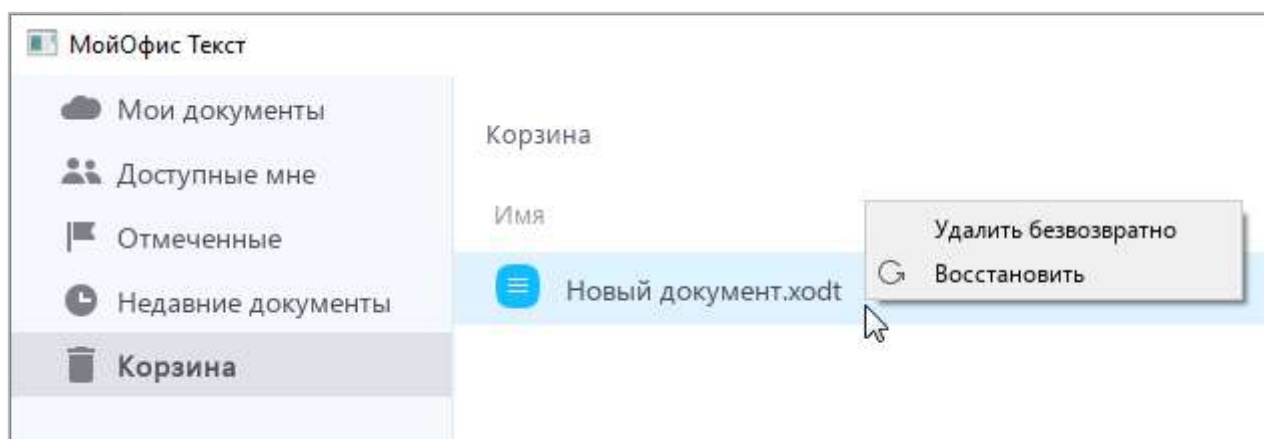 МойОфис Текст
Мои документы
Доступные мне
Отмеченные
Недавние документы
Корзина
Корзина
Имя
Новый документ.xodt
Удалить безвозвратно
Восстановить